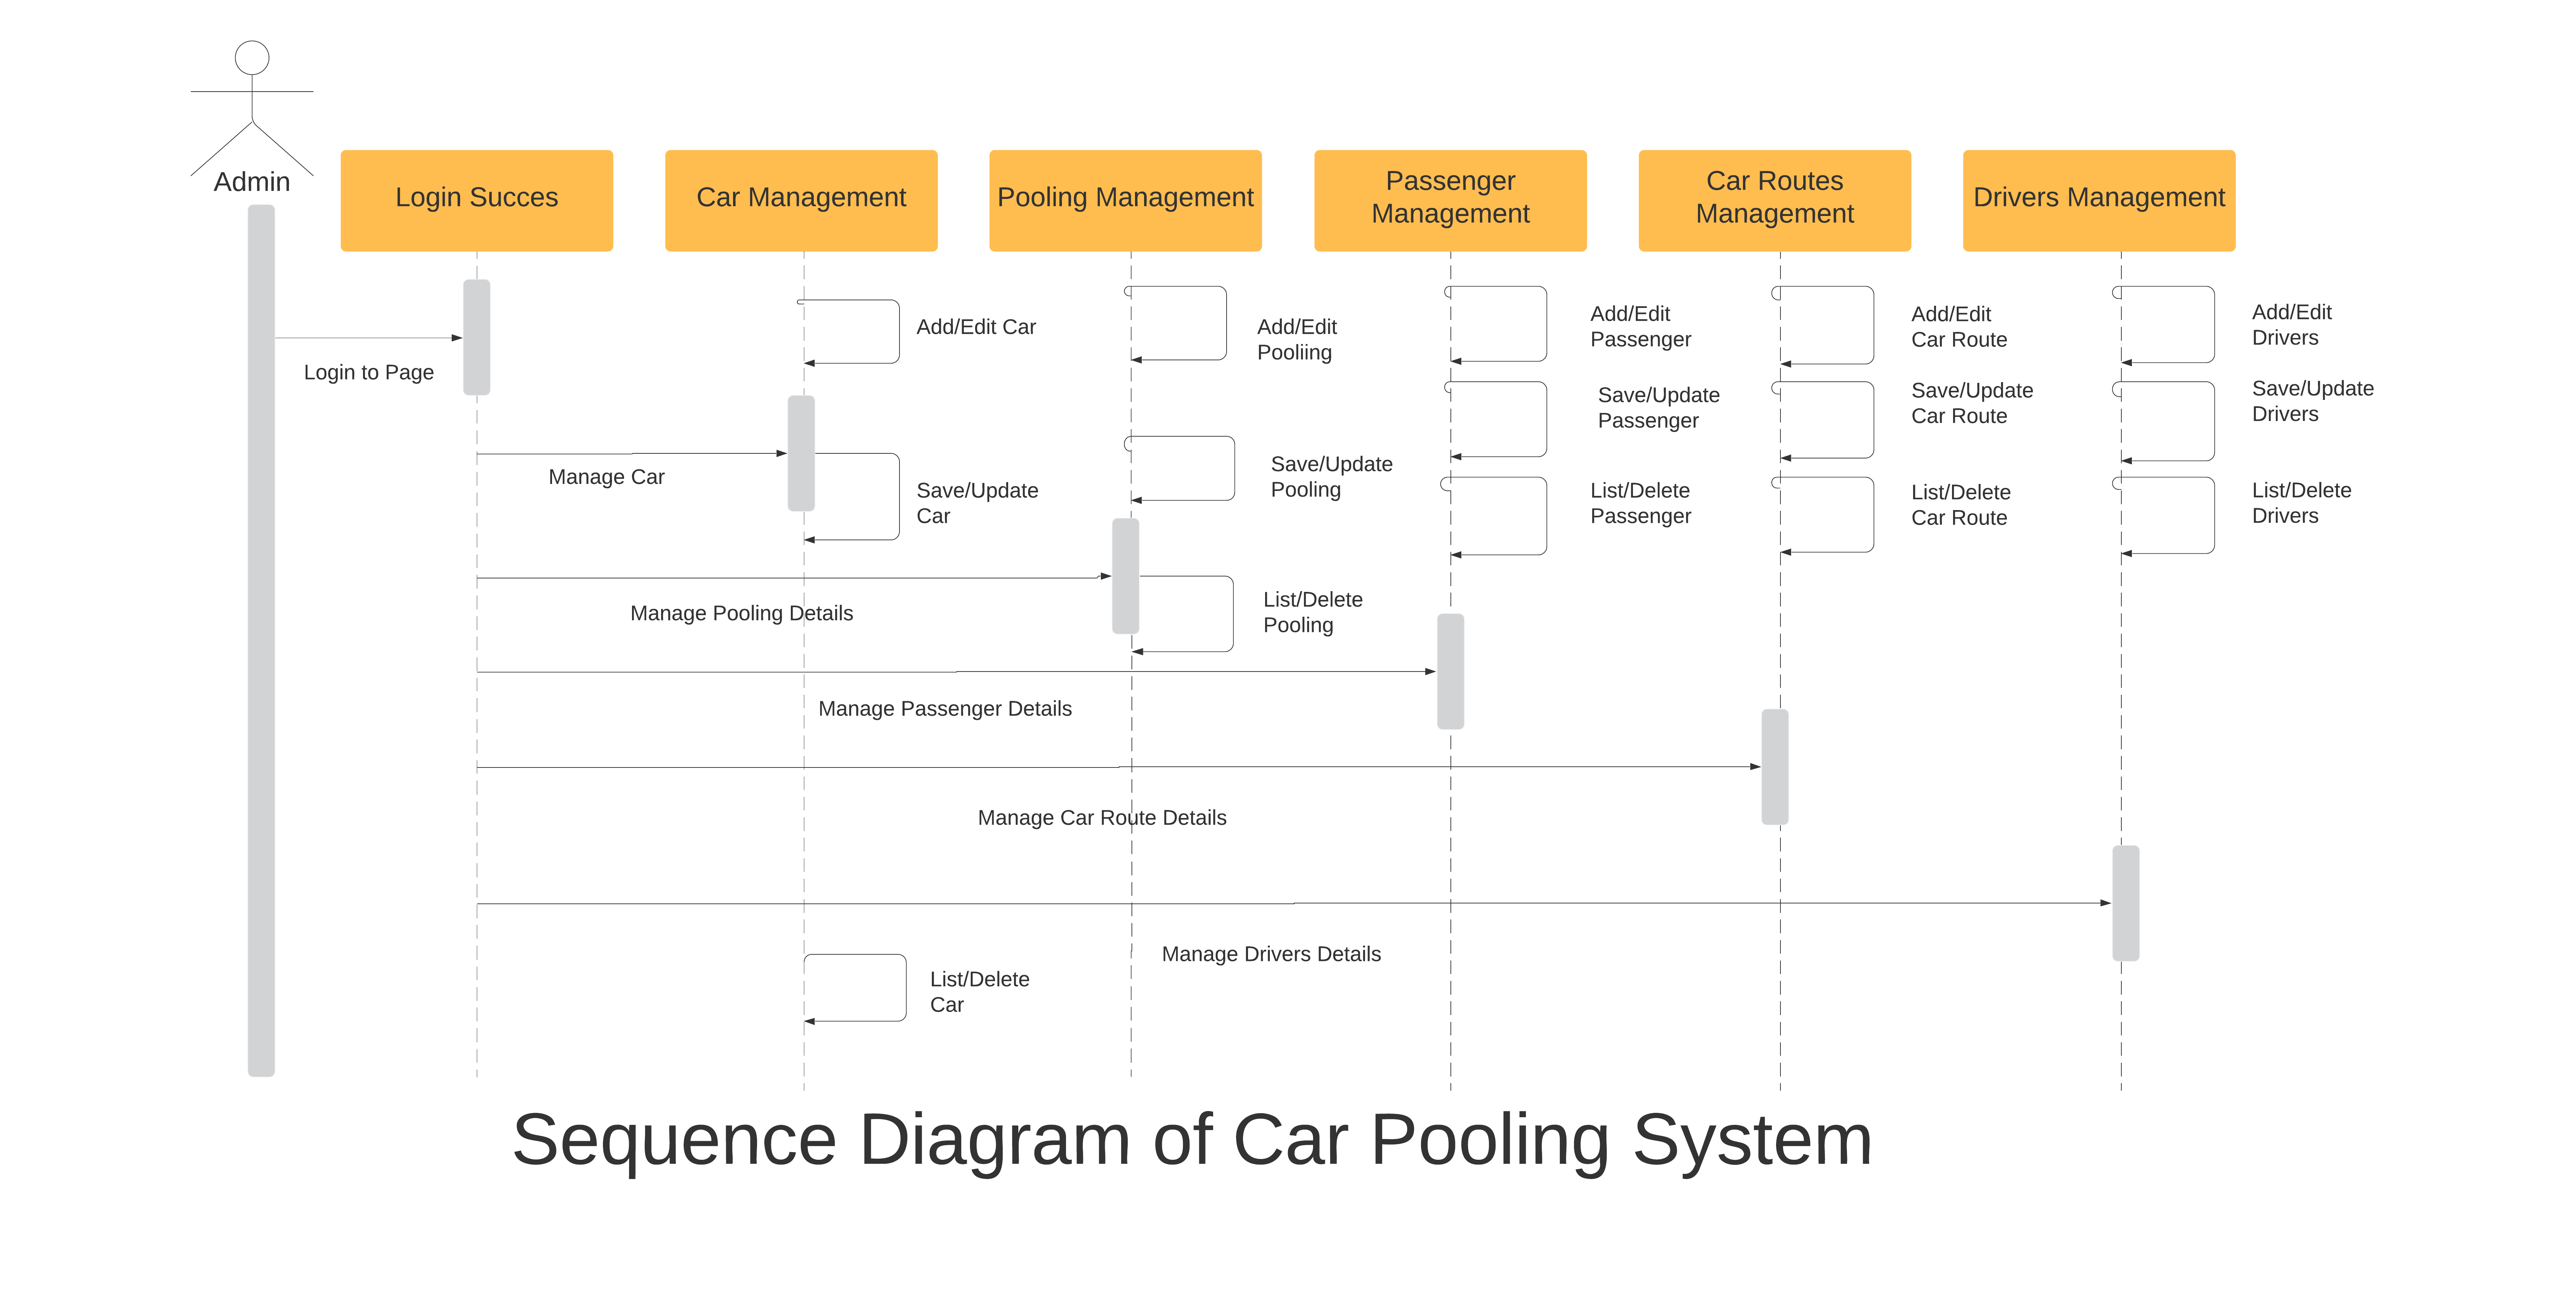 Admin
Login Succes
Car Management
Pooling Management
Passenger
Management
Car Routes
Management
Drivers Management
Login to Page
Add/Edit Car
Add/Edit
Pooliing
Add/Edit
Passenger
Add/Edit
Car Route
Add/Edit
Drivers
Save/Update
Passenger
Save/Update
Car Route
Save/Update
Drivers
Manage Car
Save/Update
Car
Save/Update
Pooling
List/Delete
Passenger
List/Delete
Car Route
List/Delete
Drivers
Manage Pooling Details
List/Delete
Pooling
Manage Passenger Details
Manage Car Route Details
Manage Drivers Details
List/Delete
Car
Sequence Diagram of Car Pooling System